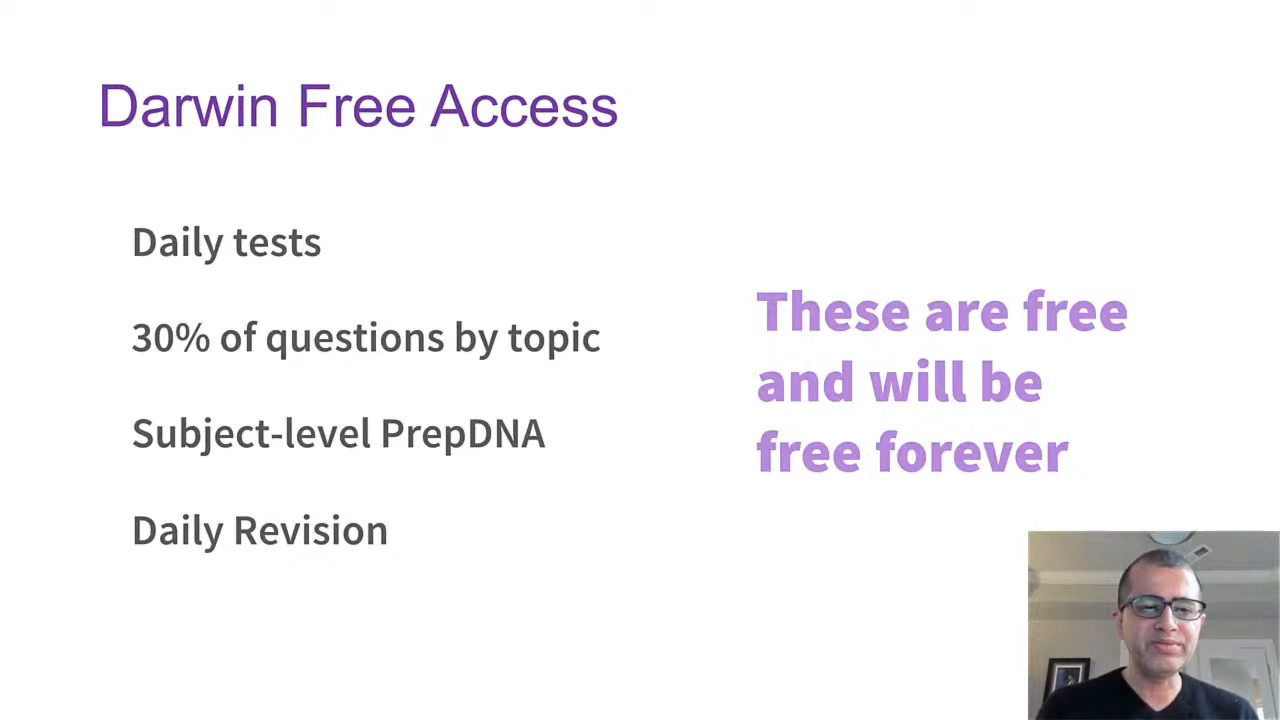 Darwin Free Access
Daily tests
30% of questions by topic
Subject-level PrepDNA
Daily Revision
These are free
and will be
free forever